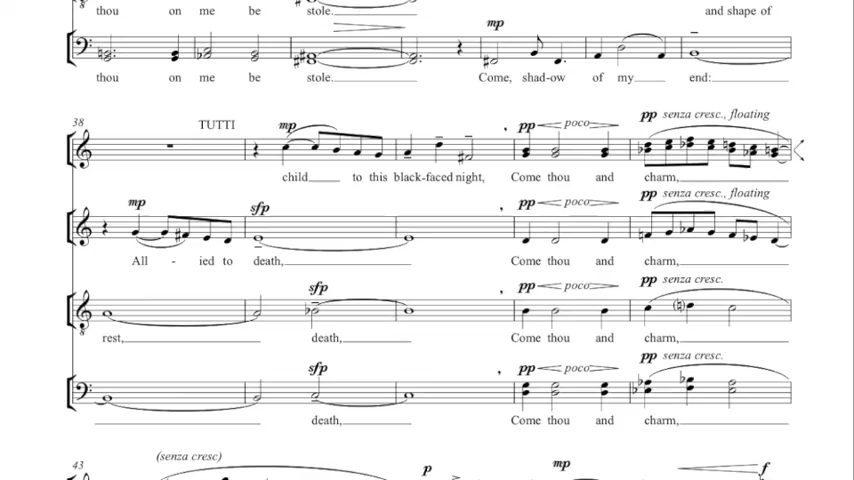 thou on me be stole. and shape of
mp
thou on me be stole. Come, shad-ow of my end:
38 TUTTI mp pp poco pp senza cresc., floating
child to this black-faced night, Come thou and charm,
mp sfp pp poco pp senza cresc., floating
All - ied to death, Come thou and charm,
sfp pp poco pp senza cresc.
rest, death, Come thou and charm,
sfp pp poco pp senza cresc.
death, Come thou and charm,
43 (senza cresc) p mp f